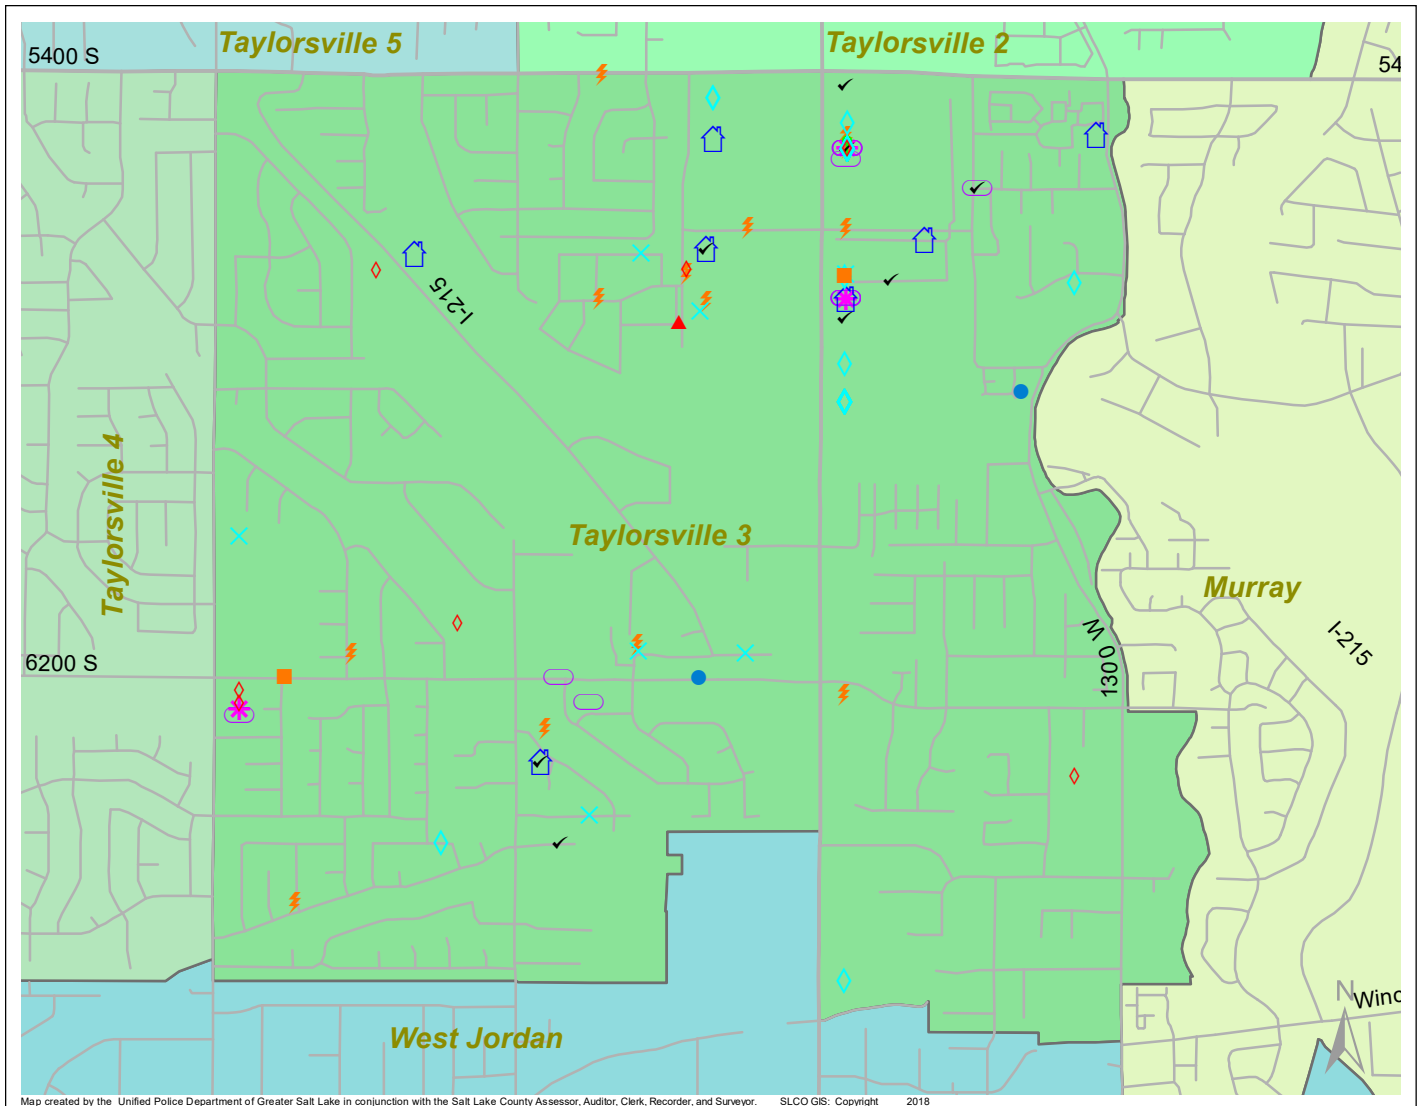 Taylorsville 5
Taylorsville 2
5400 S
54
I-215
Taylorsville 4
Taylorsville 3
Murray
I-215
1300 W
6200 S
N
Winc
West Jordan
Map created by the Unified Police Department of Greater Salt Lake in conjunction with the Salt Lake County Assessor, Auditor, Clerk, Recorder, and Surveyor. SLCO GIS: Copyright 2018